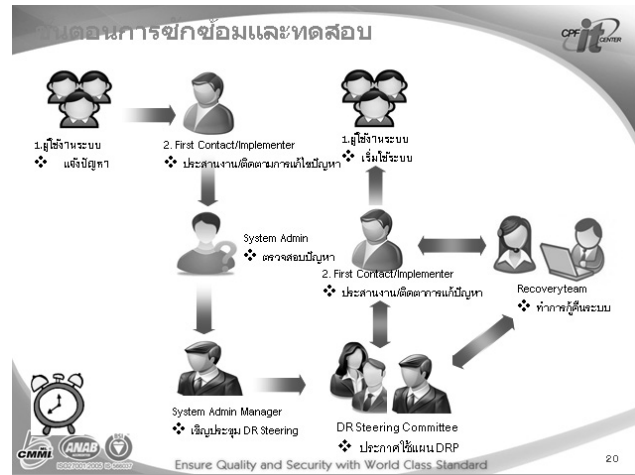 ขั้นตอนการซักซ้อมและทดสอบ
CPF it CENTER
1.ผู้ใช้งานระบบ
❖ แจ้งปัญหา
2. First Contact/Implementer
❖ ประสานงาน/ติดตามการแก้ไขปัญหา
1.ผู้ใช้งานระบบ
❖ เริ่มใช้ระบบ
System Admin
❖ ตรวจสอบปัญหา
2. First Contact/Implementer
❖ ประสานงาน/ติดตาการแก้ปัญหา
Recoveryteam
❖ ทำการกู้คืนระบบ
System Admin Manager
❖ เชิญประชุม DR Steering
DR Steering Committee
❖ ประกาศใช้แผน DRP
CMMI
ANAB
Ensure Quality and Security with World Class Standard
20